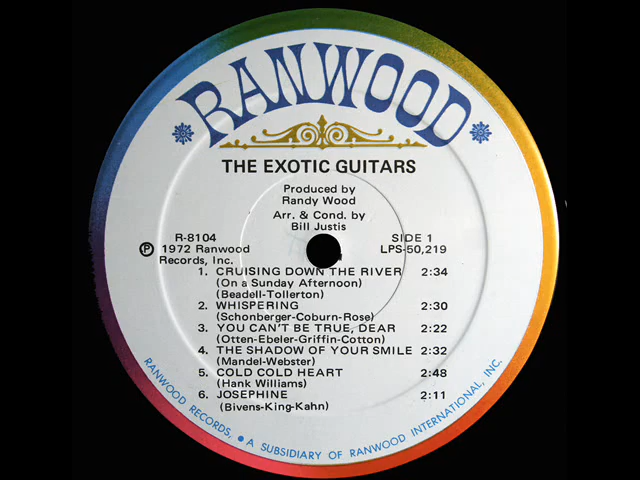 RANWOOD
THE EXOTIC GUITARS
Produced by
Randy Wood
Arr. & Cond. by
Bill Justis
R-8104
SIDE 1
℗ 1972 Ranwood
Records, Inc.
LPS-50,219
1. CRUISING DOWN THE RIVER 2:34
(On a Sunday Afternoon)
(Beadell-Tollerton)
2. WHISPERING 2:30
(Schonberger-Coburn-Rose)
3. YOU CAN'T BE TRUE, DEAR 2:22
(Otten-Ebeler-Griffin-Cotton)
4. THE SHADOW OF YOUR SMILE 2:32
(Mandel-Webster)
5. COLD COLD HEART 2:48
(Hank Williams)
6. JOSEPHINE 2:11
(Bivens-King-Kahn)
RANWOOD RECORDS, ● A SUBSIDIARY OF RANWOOD INTERNATIONAL, INC.